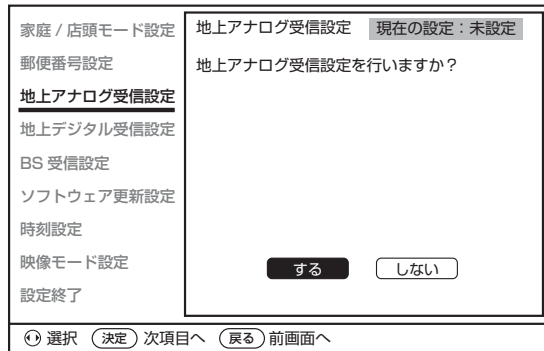 家庭 / 店頭モード設定
郵便番号設定
地上アナログ受信設定
地上デジタル受信設定
BS 受信設定
ソフトウェア更新設定
時刻設定
映像モード設定
設定終了
地上アナログ受信設定 現在の設定：未設定
地上アナログ受信設定を行いますか？
する しない
選択 決定 次項目へ 戻る 前画面へ